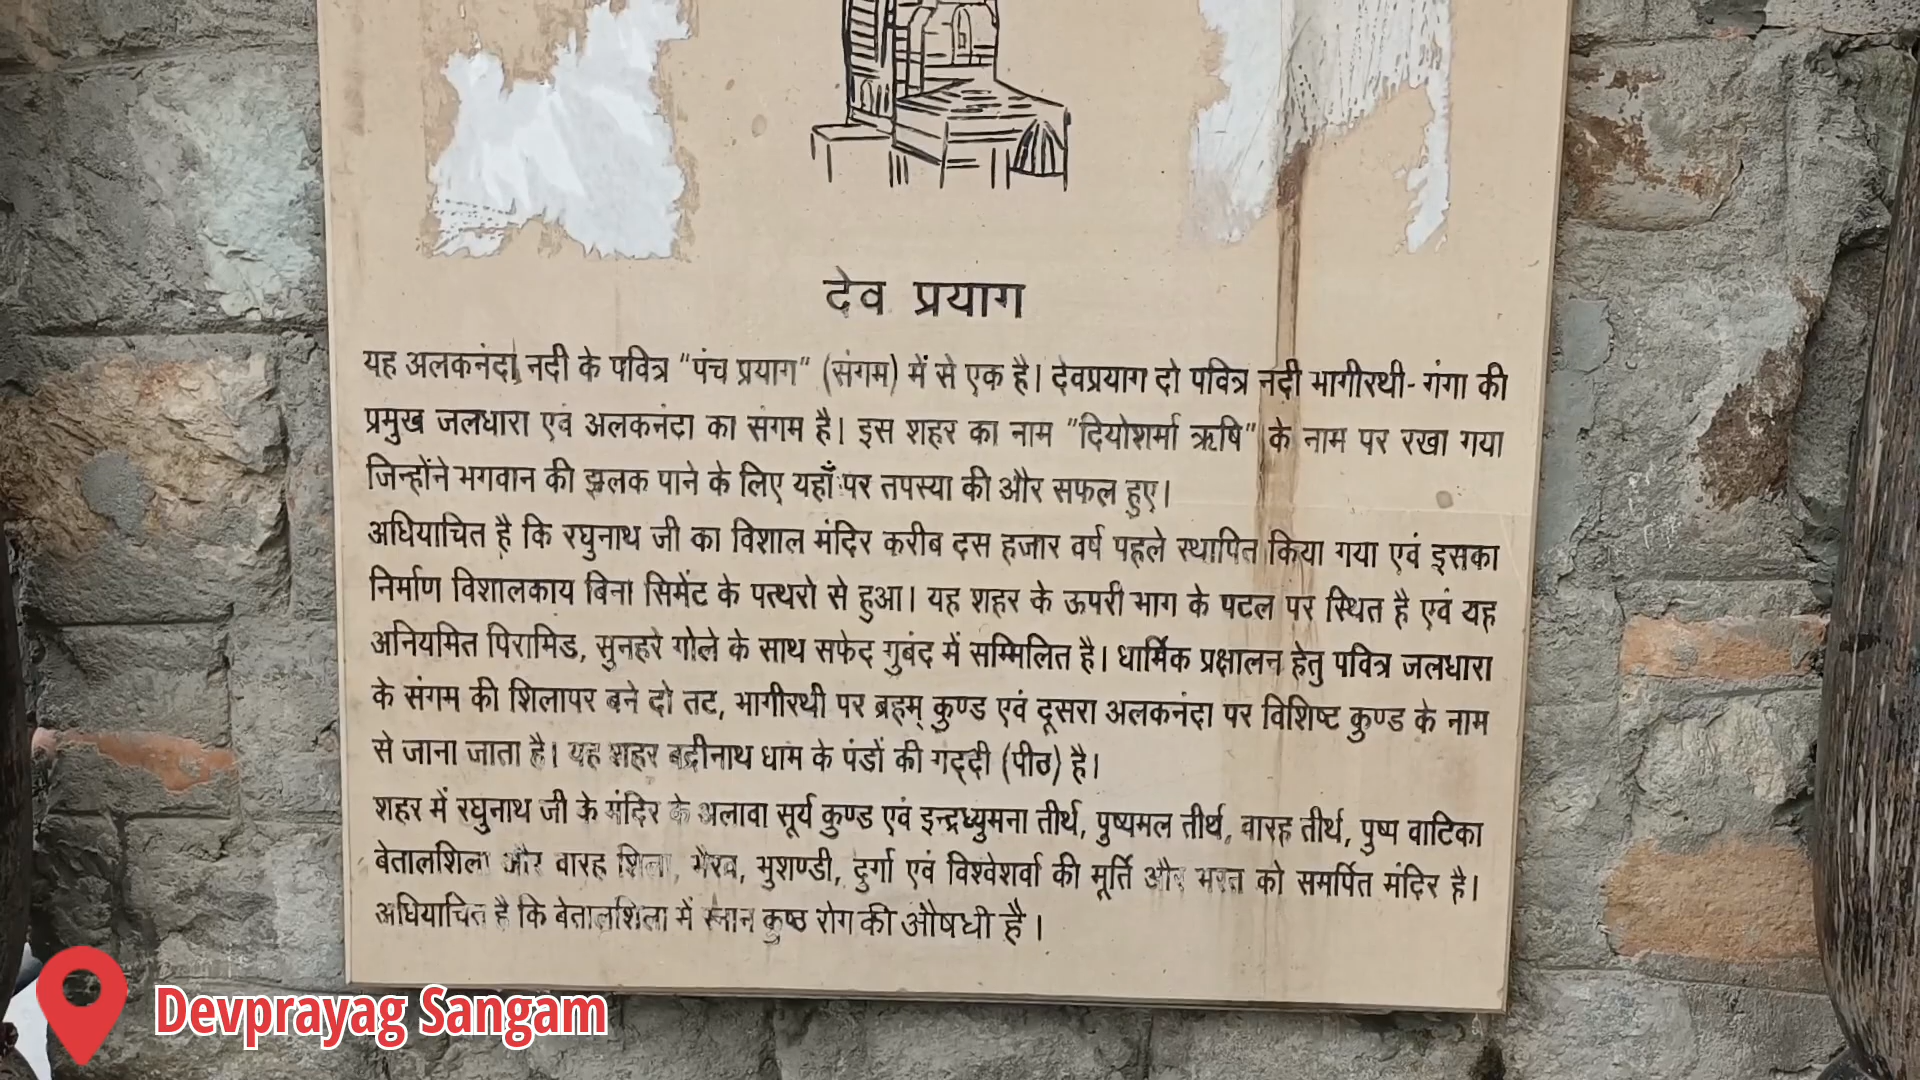 देव प्रयाग
यह अलकनंदा नदी के पवित्र "पंच प्रयाग" (संगम) में से एक है। देवप्रयाग दो पवित्र नदी भागीरथी- गंगा की
प्रमुख जलधारा एवं अलकनंदा का संगम है। इस शहर का नाम "दियोशर्मा ऋषि" के नाम पर रखा गया
जिन्होंने भगवान की झलक पाने के लिए यहाँ पर तपस्या की और सफल हुए।
अधियाचित है कि रघुनाथ जी का विशाल मंदिर करीब दस हजार वर्ष पहले स्थापित किया गया एवं इसका
निर्माण विशालकाय बिना सिमेंट के पत्थरो से हुआ। यह शहर के ऊपरी भाग के पटल पर स्थित है एवं यह
अनियमित पिरामिड, सुनहरे गोले के साथ सफेद गुबंद में सम्मिलित है। धार्मिक प्रक्षालन हेतु पवित्र जलधारा
के संगम की शिलापर बने दो तट, भागीरथी पर ब्रहम् कुण्ड एवं दूसरा अलकनंदा पर विशिष्ट कुण्ड के नाम
से जाना जाता है। यह शहर बद्रीनाथ धाम के पंडों की गद्दी (पीठ) है।
शहर में रघुनाथ जी के मंदिर के अलावा सूर्य कुण्ड एवं इन्द्रध्युमना तीर्थ, पुष्यमल तीर्थ, वारह तीर्थ, पुष्प वाटिका
बेतालशिला और वारह शिला, भैरव, भुशण्डी, दुर्गा एवं विश्वेशर्वा की मूर्ति और भरत को समर्पित मंदिर है।
अधियाचित है कि बेतालशिला में स्नान कुष्ठ रोग की औषधी है।
Devprayag Sangam